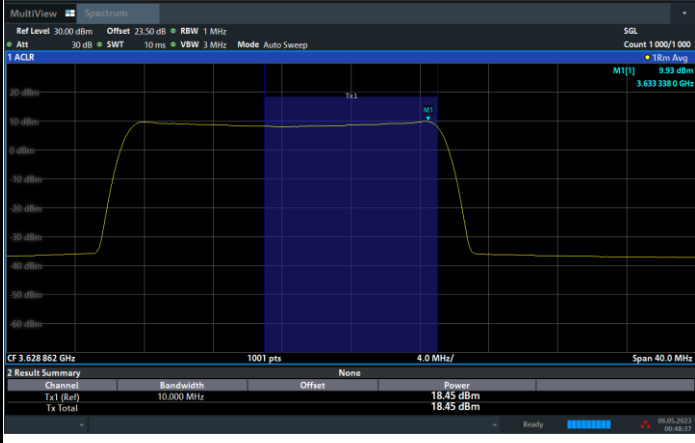 MultiView Spectrum
Ref Level 30.00 dBm Offset 23.50 dB RBW 1 MHz SGL
Att 30 dB SWT 10 ms VBW 3 MHz Mode Auto Sweep Count 1 000/1 000
1 ACLR 1Rm Avg
M1[1] 9.93 dBm
3.633 338 0 GHz
20 dBm
Tx1
M1
10 dBm
0 dBm
-10 dBm
-20 dBm
-30 dBm
-40 dBm
-50 dBm
-60 dBm
CF 3.628 862 GHz 1001 pts 4.0 MHz/ Span 40.0 MHz
2 Result Summary None
Channel Bandwidth Offset Power
Tx1 (Ref) 10.000 MHz 18.45 dBm
Tx Total 18.45 dBm
Ready 06.05.2023
00:48:37